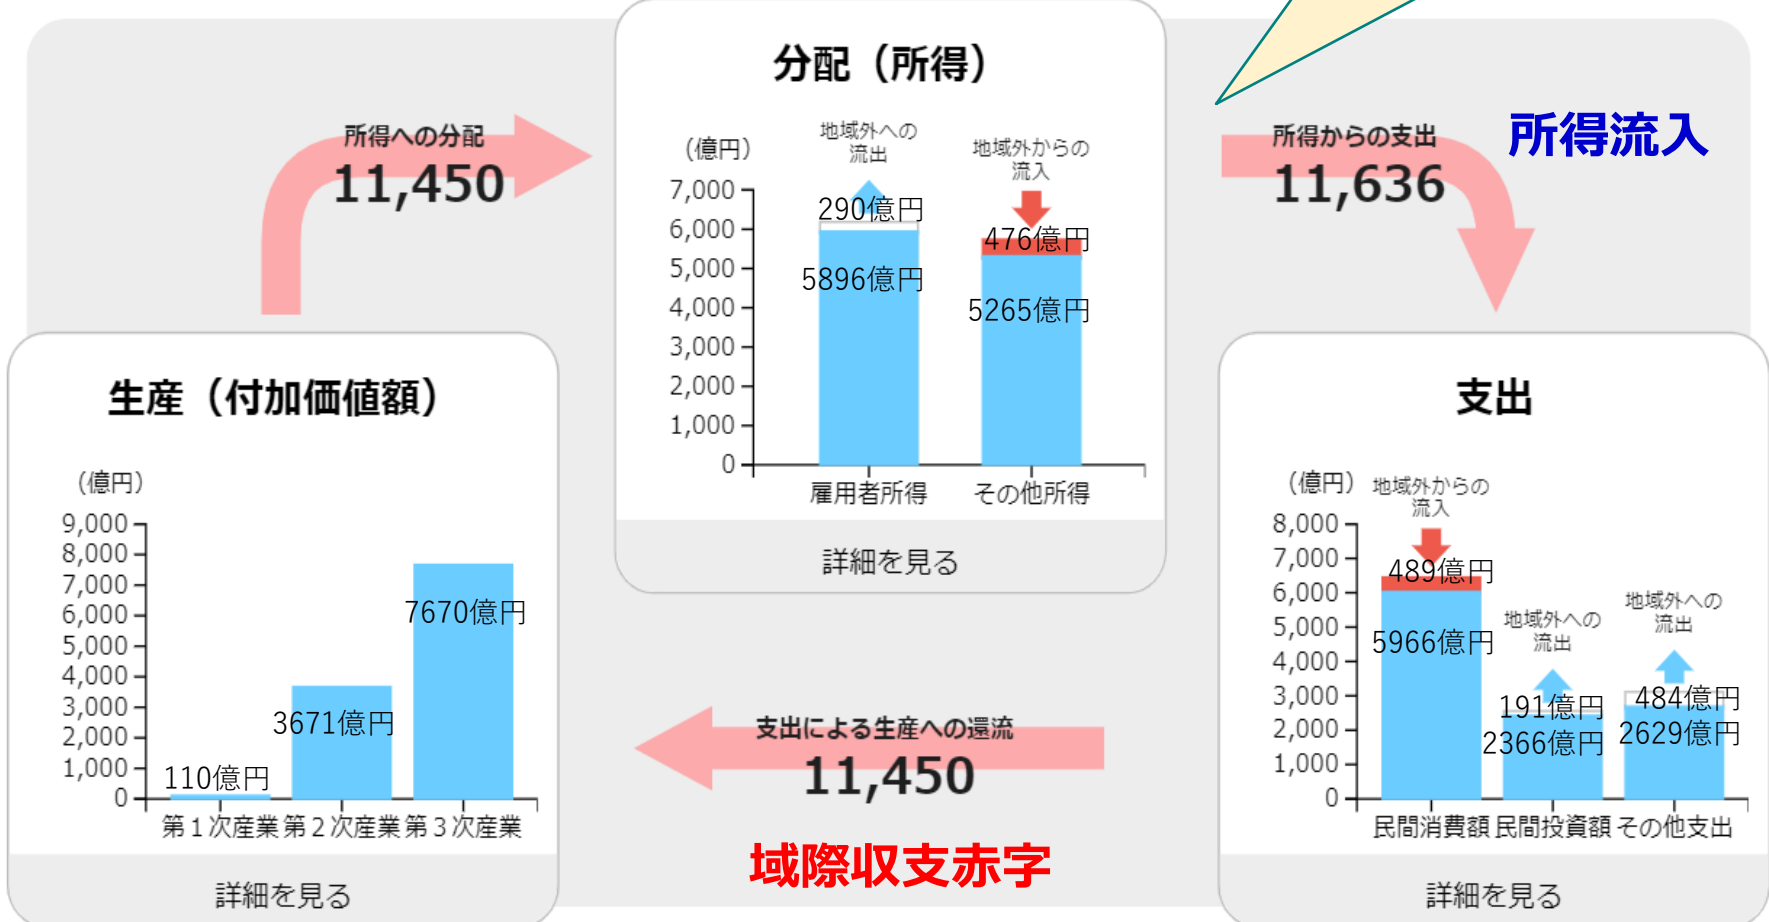 分配（所得）
所得への分配
11,450
（億円）
地域外への
流出
地域外からの
流入
7,000
6,000
5,000
4,000
3,000
2,000
1,000
0
290億円
5896億円
476億円
5265億円
雇用者所得
その他所得
詳細を見る
所得からの支出
11,636
所得流入
生産（付加価値額）
（億円）
9,000
8,000
7,000
6,000
5,000
4,000
3,000
2,000
1,000
0
110億円
3671億円
7670億円
第１次産業
第２次産業
第３次産業
詳細を見る
支出による生産への還流
11,450
域際収支赤字
支出
（億円）
地域外からの
流入
地域外への
流出
地域外への
流出
8,000
7,000
6,000
5,000
4,000
3,000
2,000
1,000
0
489億円
5966億円
191億円
2366億円
484億円
2629億円
民間消費額
民間投資額
その他支出
詳細を見る